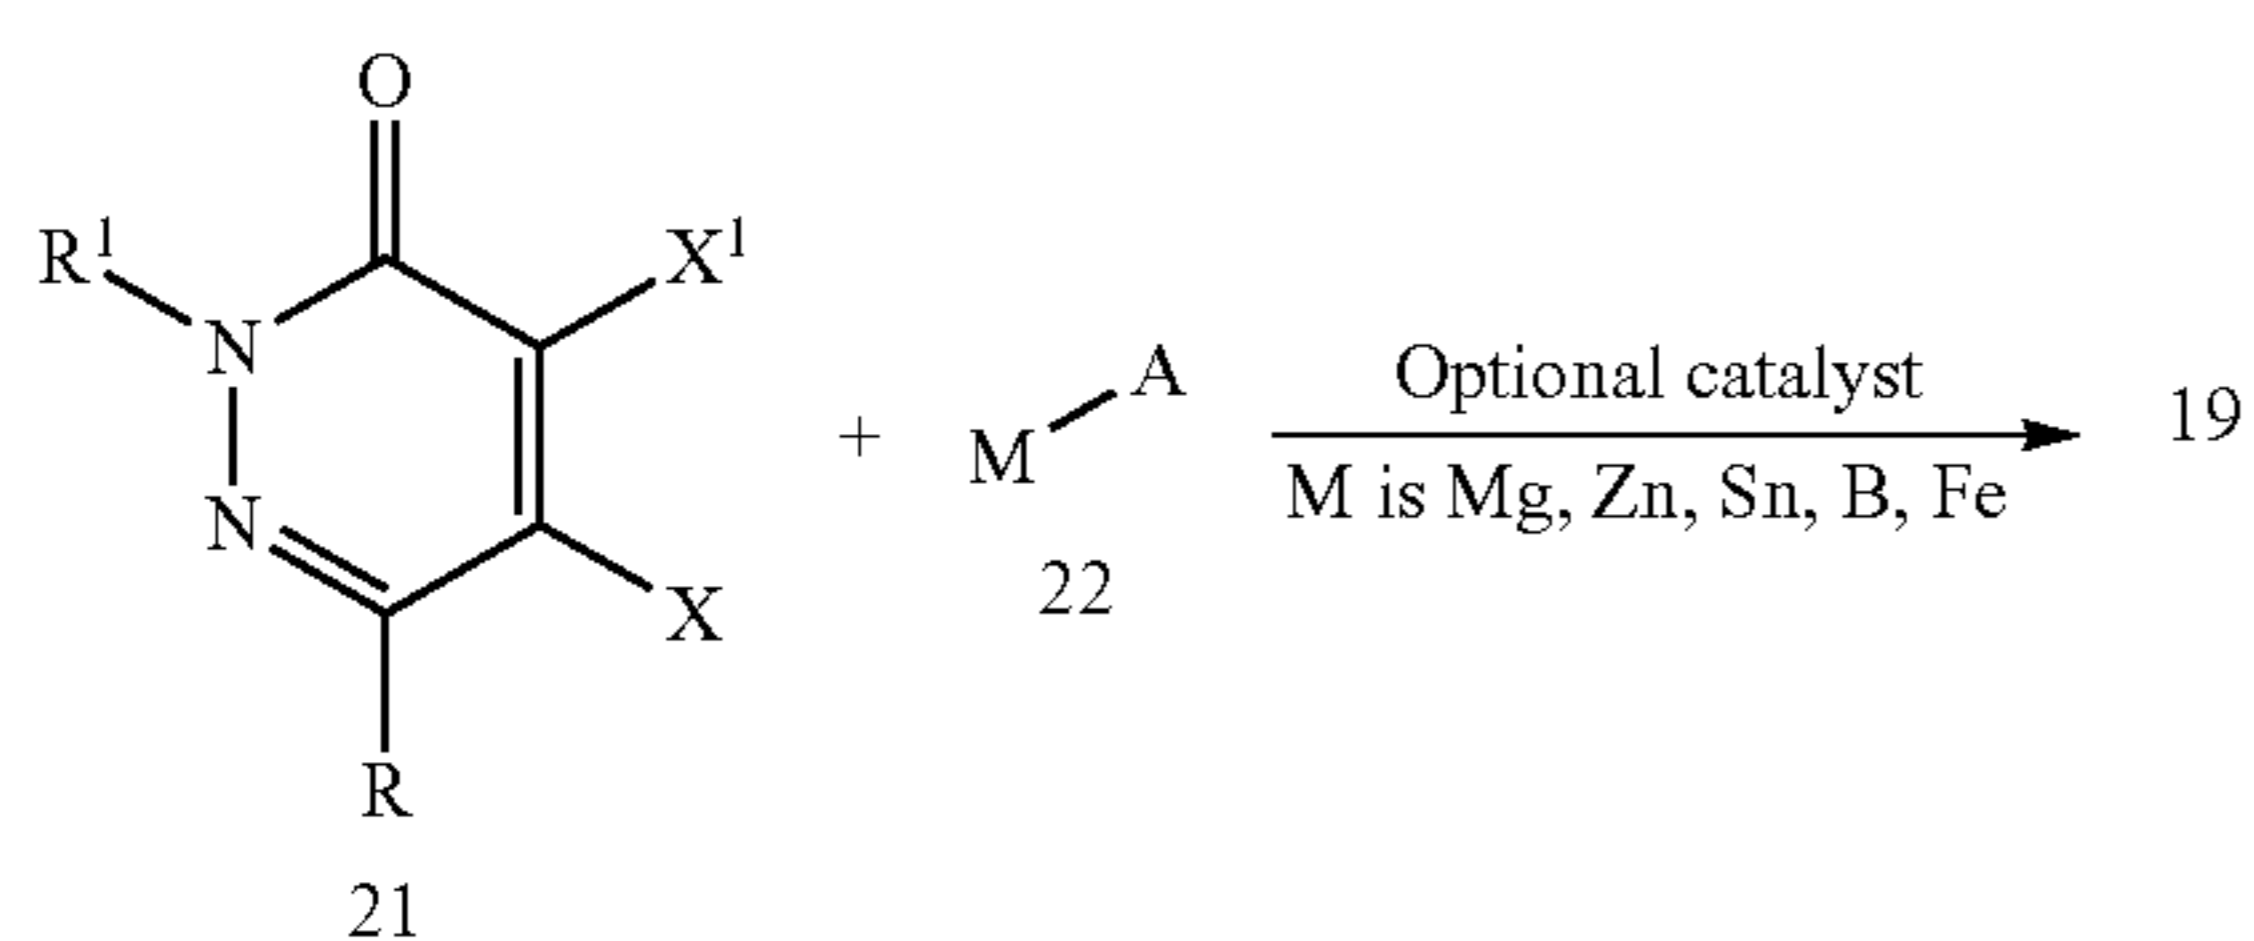 O
R¹
X¹
N
N
X
R
21
+
M
A
22
Optional catalyst
M is Mg, Zn, Sn, B, Fe
19